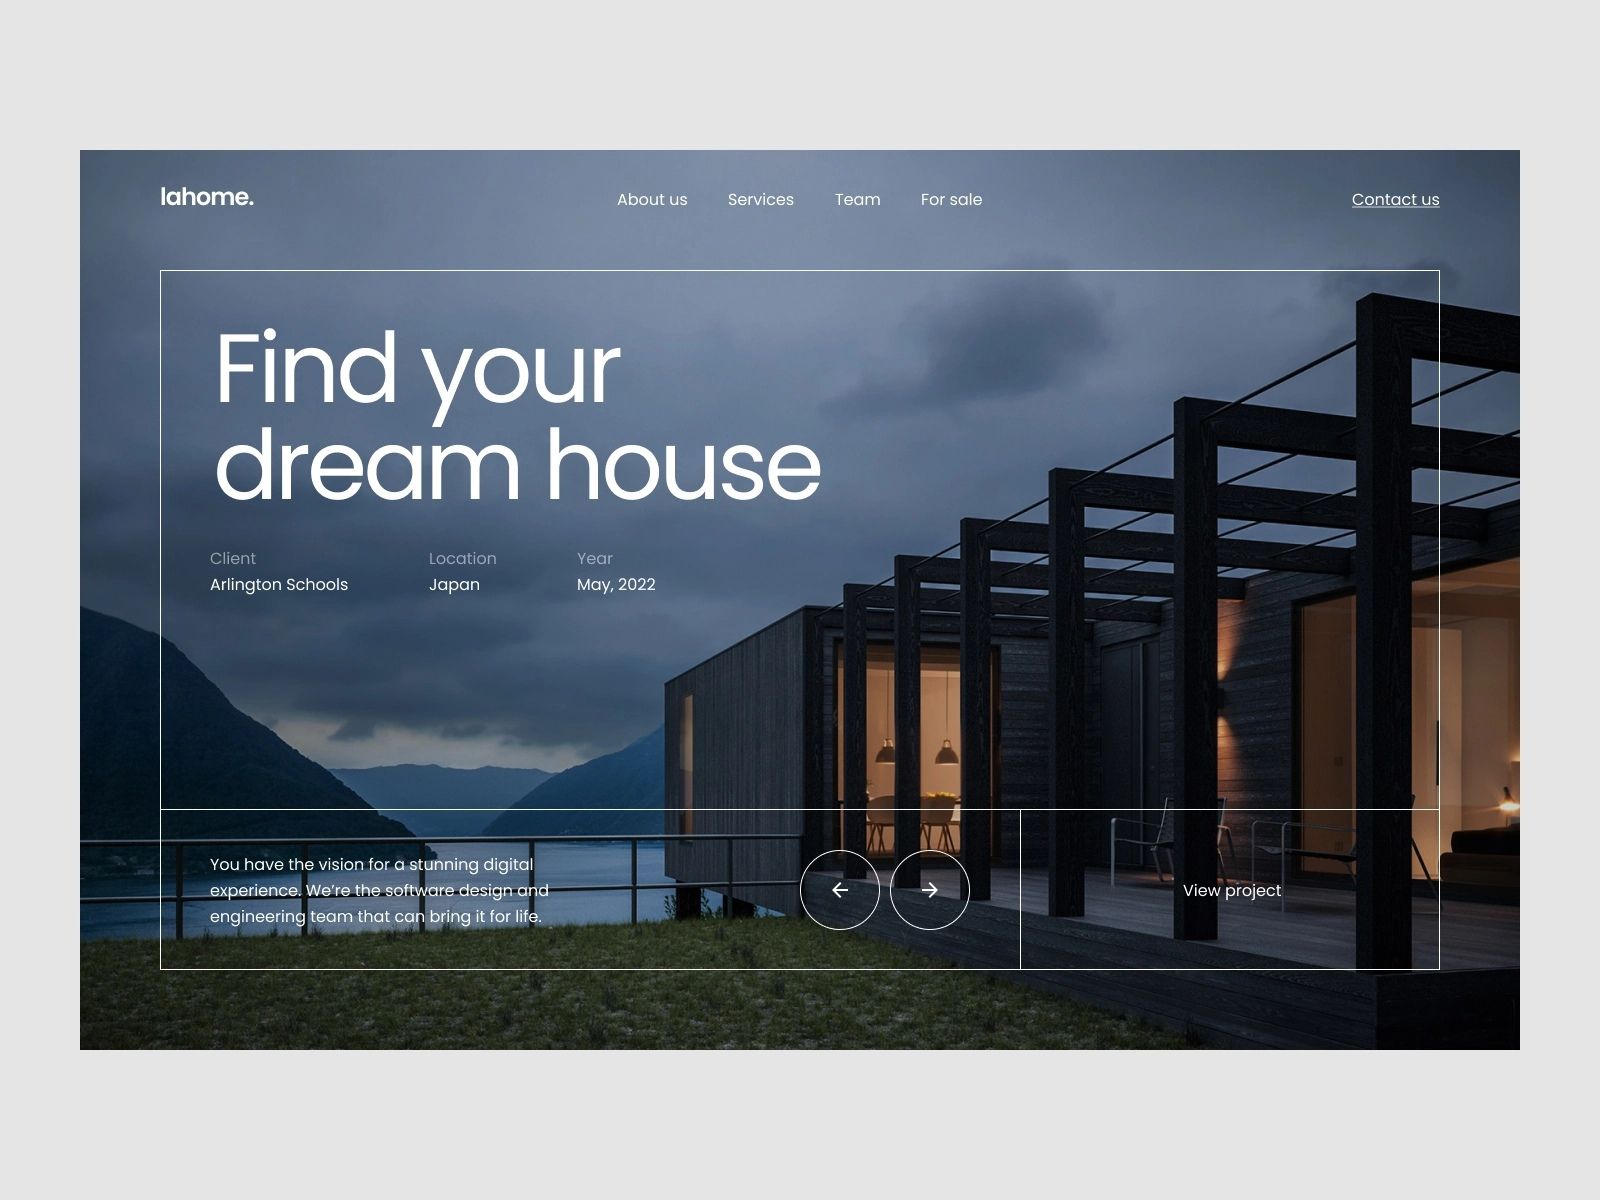 lahome.
About us Services Team For sale Contact us
Find your
dream house
Client Location Year
Arlington Schools Japan May, 2022
You have the vision for a stunning digital
experience. We’re the software design and
engineering team that can bring it for life.
View project